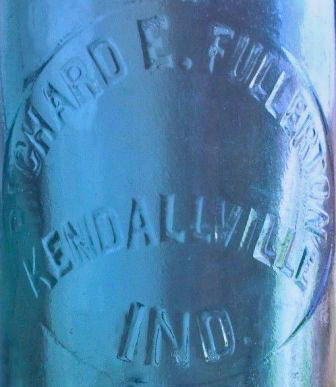 RICHARD E. FULLERTON
KENDALLVILLE
IND.